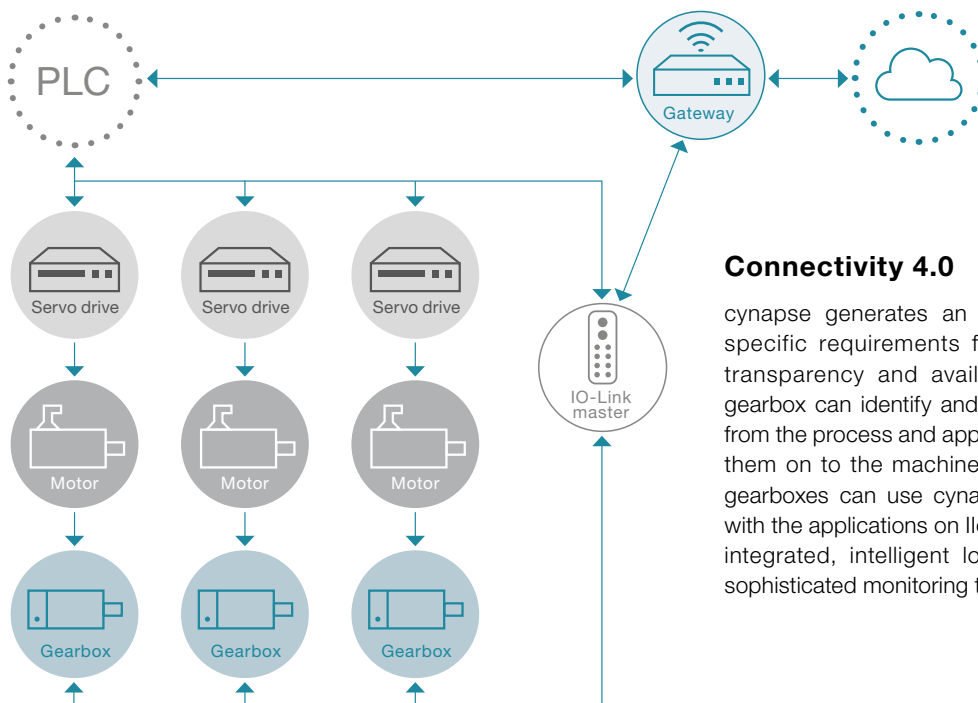 PLC
Gateway
Servo drive
Servo drive
Servo drive
IO-Link
master
Motor
Motor
Motor
Gearbox
Gearbox
Gearbox
Connectivity 4.0
cynapse generates an
specific requirements f
transparency and avail
gearbox can identify and
from the process and app
them on to the machine
gearboxes can use cyna
with the applications on
integrated, intelligent lo
sophisticated monitoring t